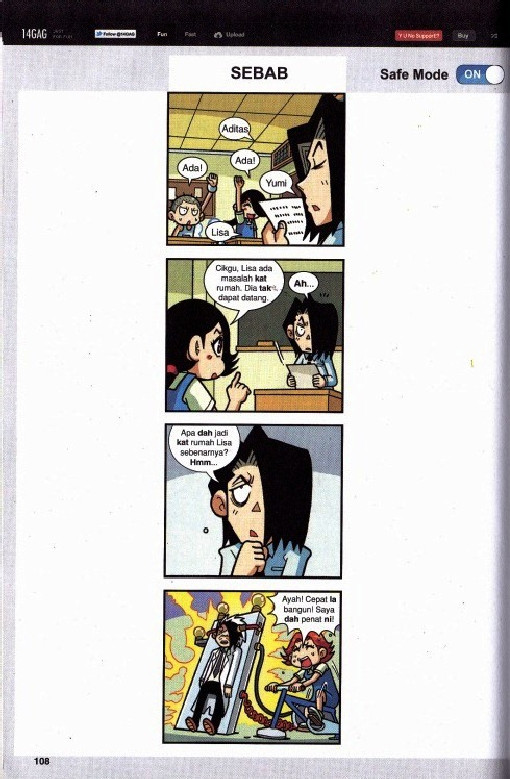 14GAG
Follow @14GAG
Fun
Fast
Upload
Y U No Support?
Buy
SEBAB
Safe Mode
ON
Aditas
Ada!
Ada!
Yumi
Lisa
Cikgu, Lisa ada
masalah kat
rumah. Dia tak
dapat datang.
Ah...
Apa dah jadi
kat rumah Lisa
sebenarnya?
Hmm...
Ayah! Cepat la
bangun! Saya
dah penat ni!
108